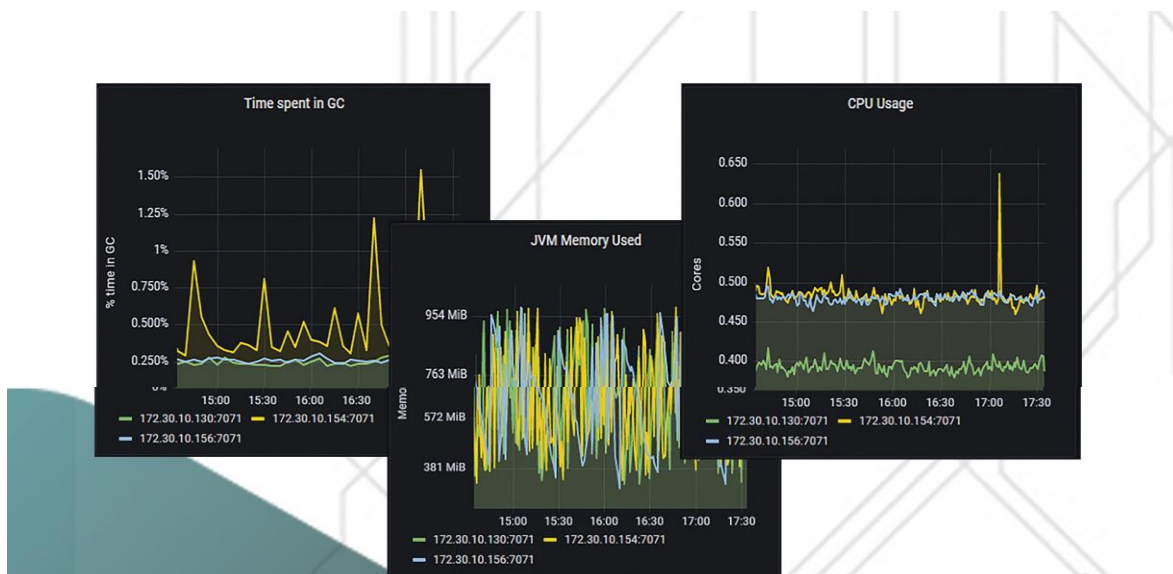 Time spent in GC
% time in GC
1.50%
1.25%
1%
0.750%
0.500%
0.250%
0%
15:00 15:30 16:00 16:30
172.30.10.130:7071 172.30.10.154:7071
172.30.10.156:7071
JVM Memory Used
Memo
954 MiB
763 MiB
572 MiB
381 MiB
15:00 15:30 16:00 16:30 17:00 17:30
172.30.10.130:7071 172.30.10.154:7071
172.30.10.156:7071
CPU Usage
Cores
0.650
0.600
0.550
0.500
0.450
0.400
0.350
15:00 15:30 16:00 16:30 17:00 17:30
172.30.10.130:7071 172.30.10.154:7071
172.30.10.156:7071